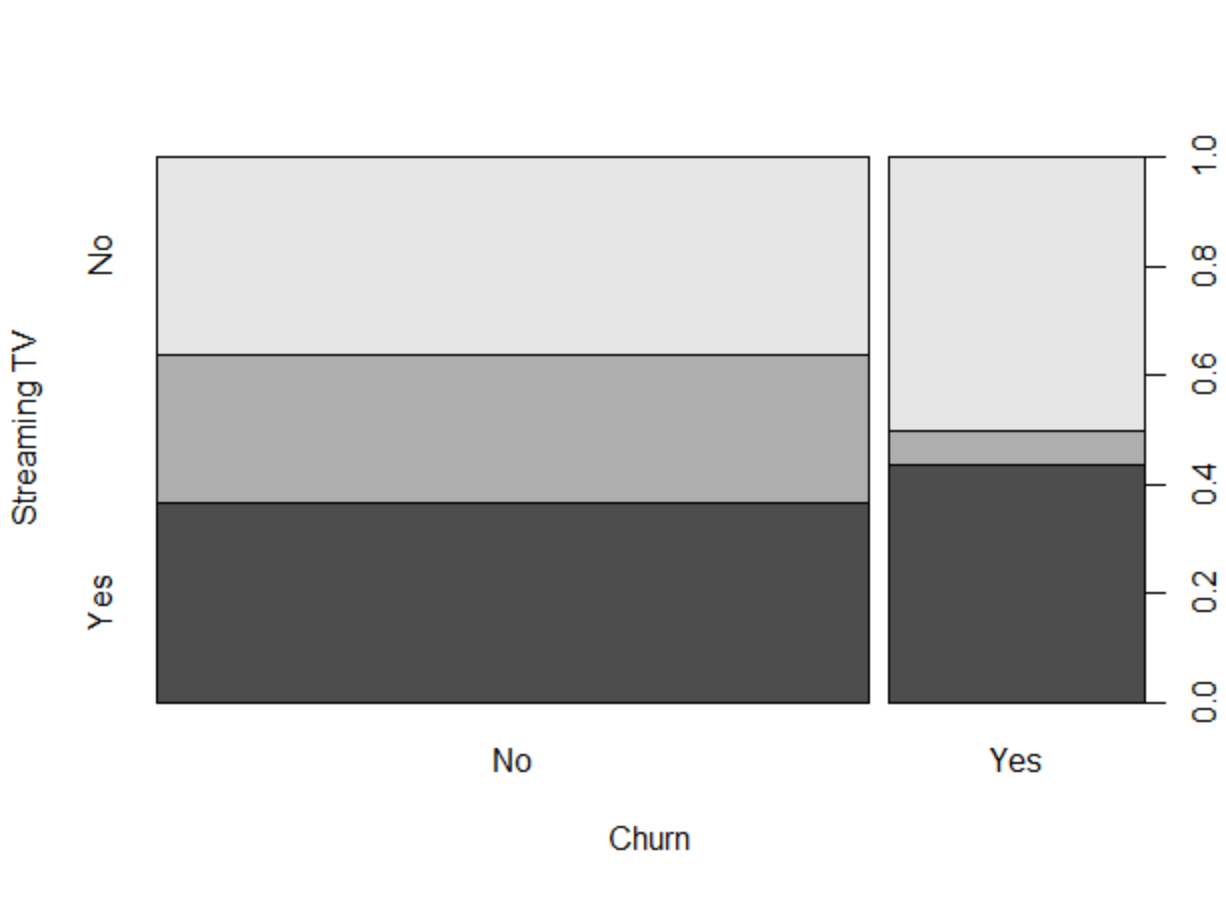 Streaming TV
No
Yes
1.0
0.8
0.6
0.4
0.2
0.0
No
Yes
Churn